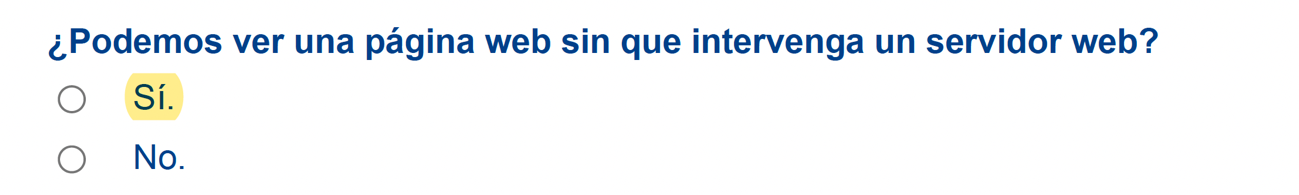 ¿Podemos ver una página web sin que intervenga un servidor web?
Sí.
No.